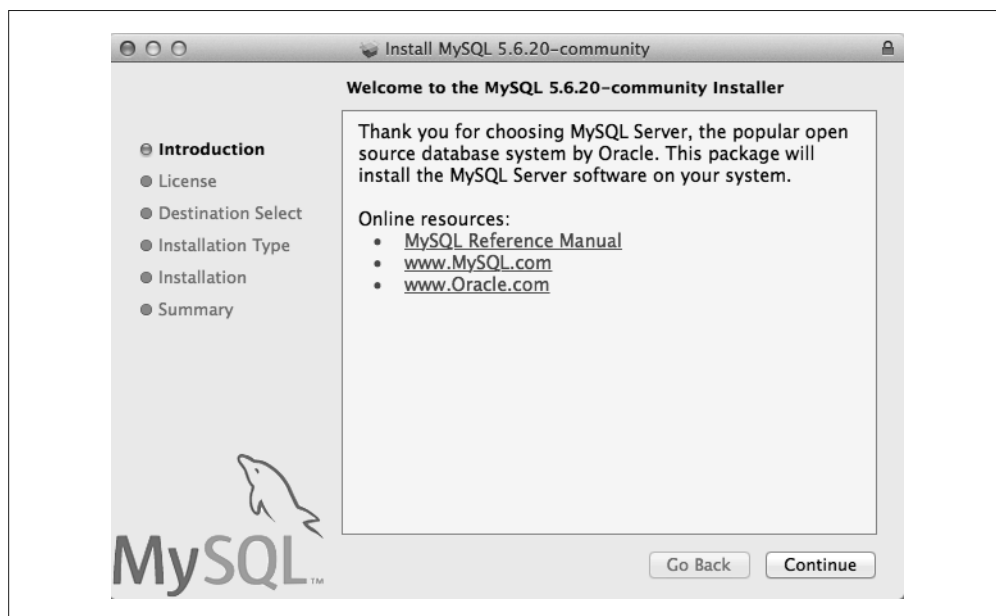 Install MySQL 5.6.20-community
Welcome to the MySQL 5.6.20-community Installer
Introduction
License
Destination Select
Installation Type
Installation
Summary
Thank you for choosing MySQL Server, the popular open
source database system by Oracle. This package will
install the MySQL Server software on your system.
Online resources:
• MySQL Reference Manual
• www.MySQL.com
• www.Oracle.com
MySQL™
Go Back
Continue